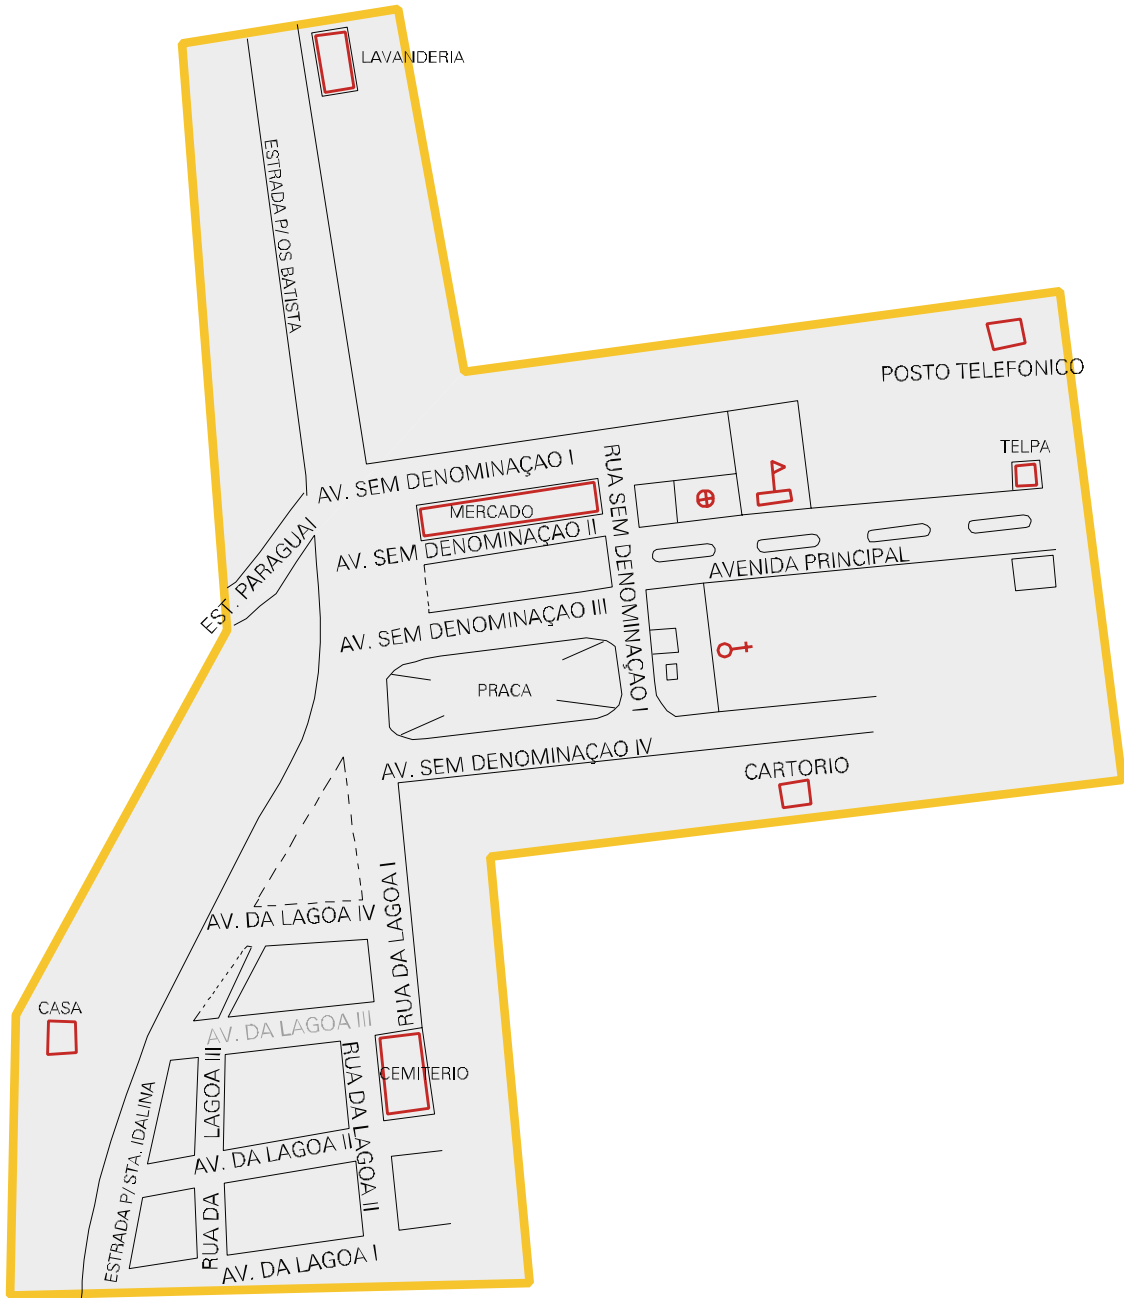 LAVANDERIA
ESTRADA P/ OS BATISTA
POSTO TELEFONICO
TELPA
AV. SEM DENOMINAÇAO I
RUA SEM DENOMINAÇAO I
MERCADO
AV. SEM DENOMINAÇAO II
EST. PARAGUAI
AVENIDA PRINCIPAL
AV. SEM DENOMINAÇAO III
PRACA
AV. SEM DENOMINAÇAO IV
CARTORIO
RUA DA LAGOA I
AV. DA LAGOA IV
CASA
AV. DA LAGOA III
CEMITERIO
RUA DA LAGOA II
RUA DA LAGOA III
ESTRADA P/ STA. IDALINA
AV. DA LAGOA II
AV. DA LAGOA I